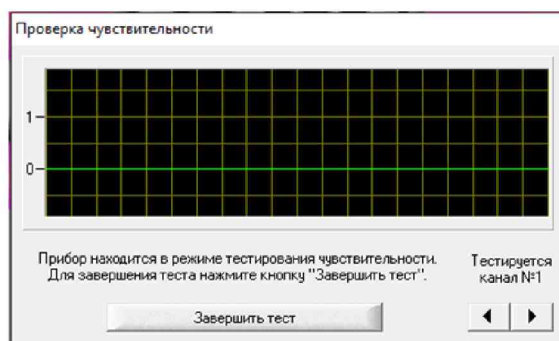 Проверка чувствительности
1
0
Прибор находится в режиме тестирования чувствительности.
Для завершения теста нажмите кнопку "Завершить тест".
Тестируется
канал №1
Завершить тест